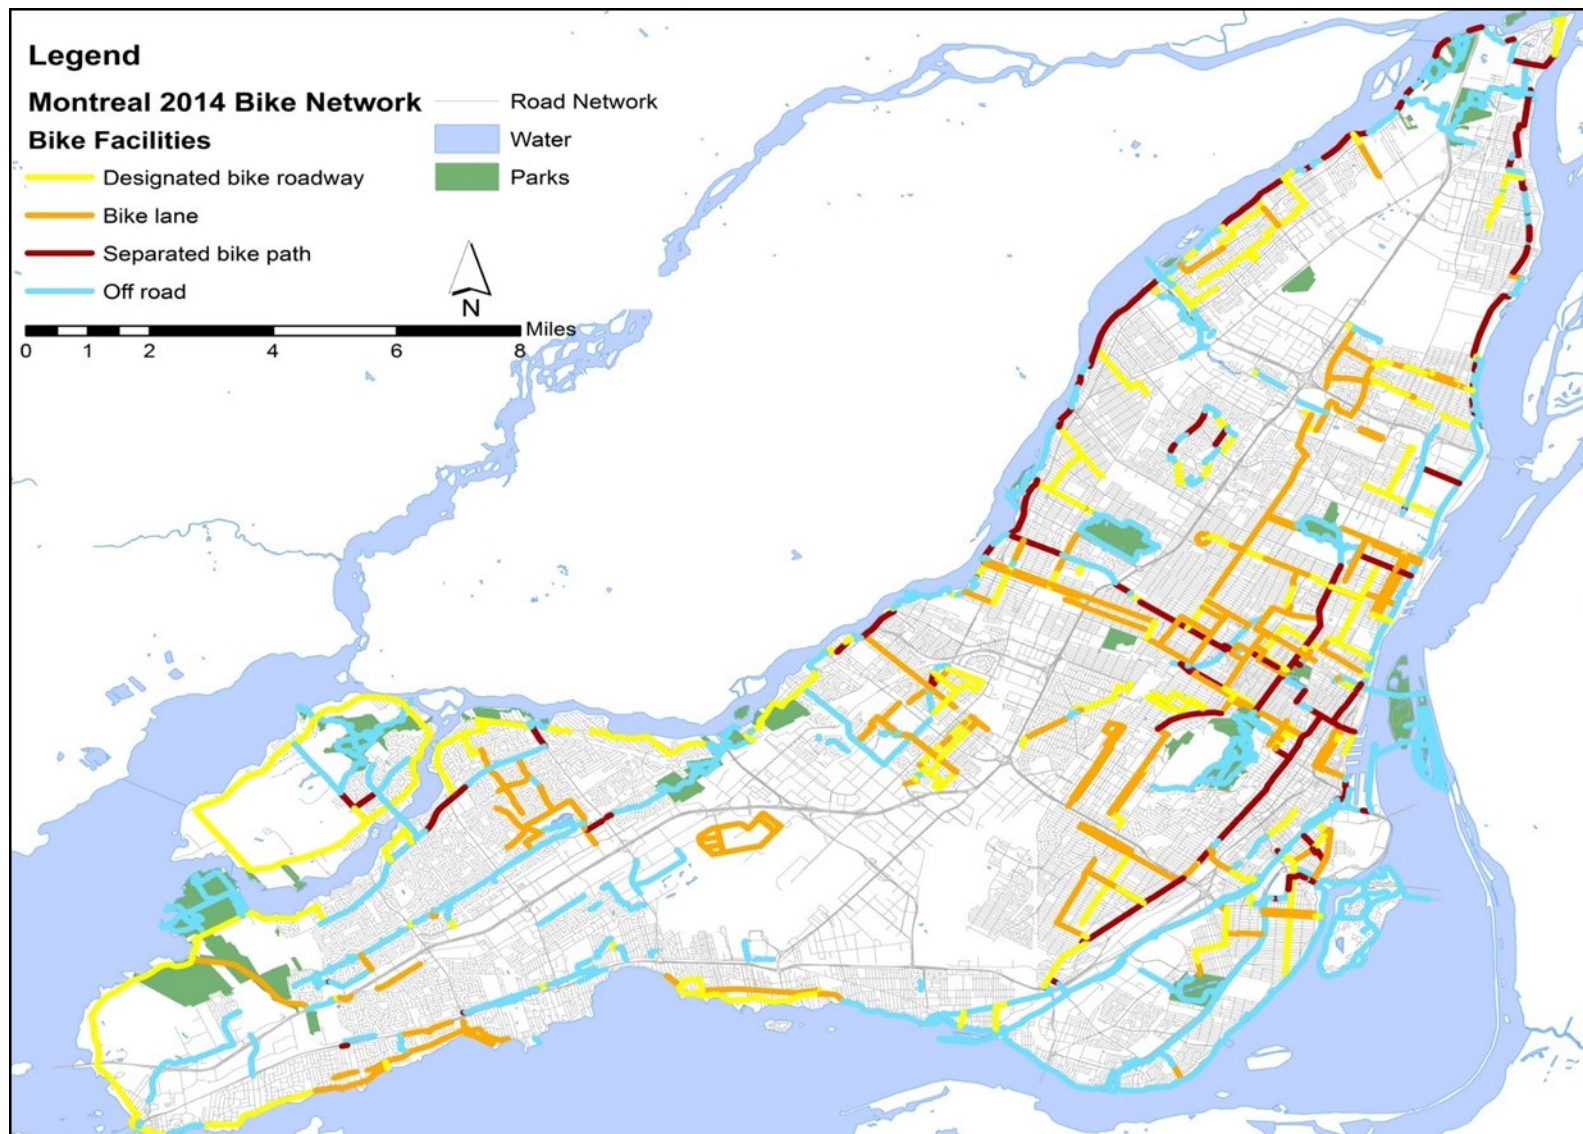 Legend
Montreal 2014 Bike Network
Bike Facilities
Designated bike roadway
Bike lane
Separated bike path
Off road
Road Network
Water
Parks
N
Miles
0 1 2 4 6 8